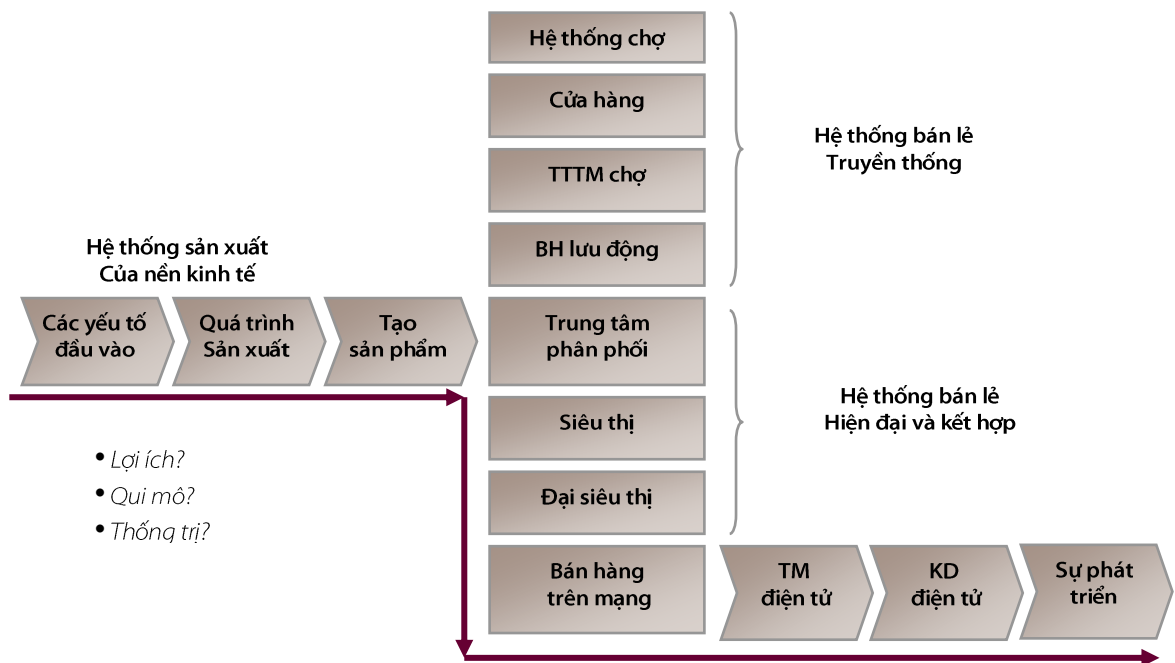 Hệ thống chợ
Cửa hàng
TTTM chợ
BH lưu động
Hệ thống bán lẻ
Truyền thống
Hệ thống sản xuất
Của nền kinh tế
Các yếu tố
đầu vào
Quá trình
Sản xuất
Tạo
sản phẩm
Trung tâm
phân phối
Siêu thị
Đại siêu thị
Hệ thống bán lẻ
Hiện đại và kết hợp
• Lợi ích?
• Qui mô?
• Thống trị?
Bán hàng
trên mạng
TM
điện tử
KD
điện tử
Sự phát
triển